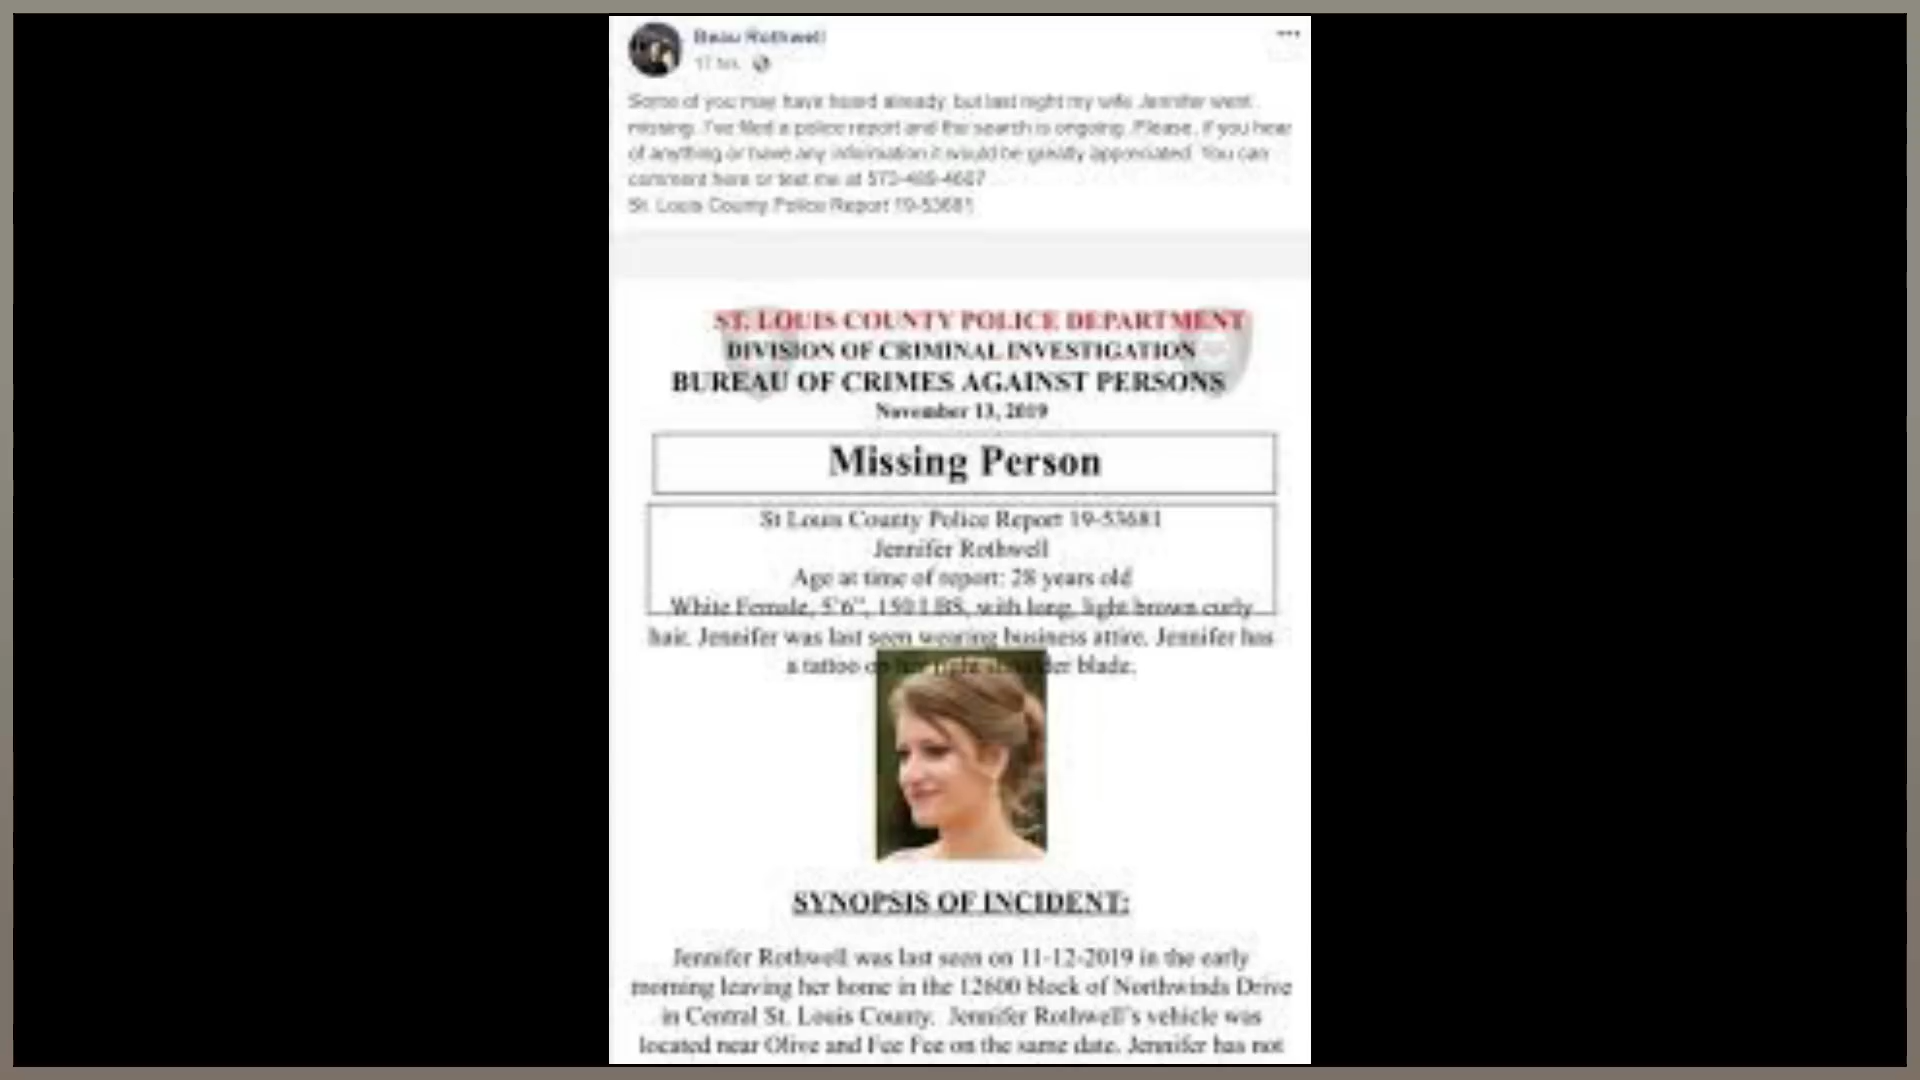 Beau Rothwell
17 hrs
Some of you may have heard already, but last night my wife Jennifer went
missing. I've filed a police report and the search is ongoing. Please, if you hear
of anything or have any information it would be greatly appreciated. You can
comment here or text me at
St. Louis County Police Report 19-53681
ST. LOUIS COUNTY POLICE DEPARTMENT
DIVISION OF CRIMINAL INVESTIGATION
BUREAU OF CRIMES AGAINST PERSONS
November 13, 2019
Missing Person
St Louis County Police Report 19-53681
Jennifer Rothwell
Age at time of report: 28 years old
White Female, 5'6", 150 LBS, with long, light brown curly
hair. Jennifer was last seen wearing business attire. Jennifer has
a tattoo on her right shoulder blade.
SYNOPSIS OF INCIDENT:
Jennifer Rothwell was last seen on 11-12-2019 in the early
morning leaving her home in the 12600 block of Northwinds Drive
in Central St. Louis County. Jennifer Rothwell's vehicle was
located near Olive and Fee Fee on the same date. Jennifer has not